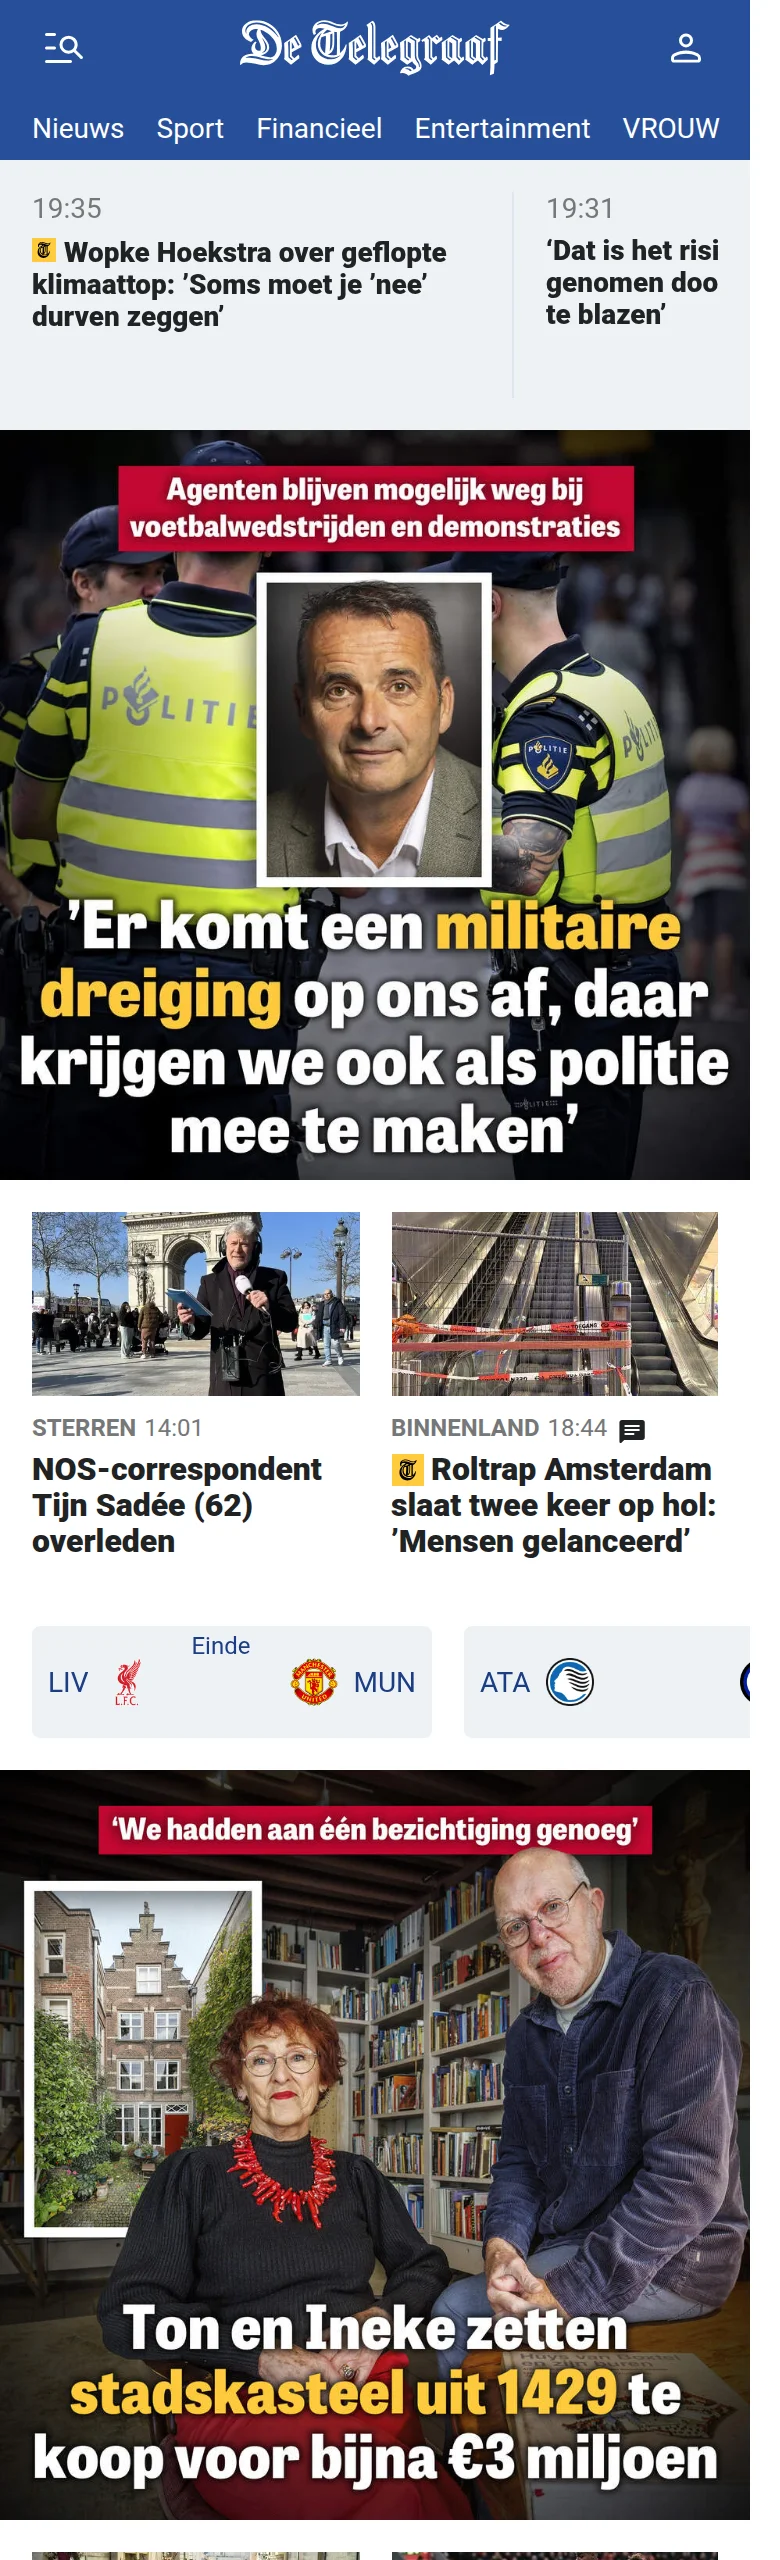 De Telegraaf
Nieuws Sport Financieel Entertainment VROUW
19:35
Wopke Hoekstra over geflopte
klimaattop: ’Soms moet je ’nee’
durven zeggen’
19:31
‘Dat is het risi
genomen doo
te blazen’
Agenten blijven mogelijk weg bij
voetbalwedstrijden en demonstraties
POLITIE
POLITIE
’Er komt een militaire
dreiging op ons af, daar
krijgen we ook als politie
mee te maken’
STERREN 14:01
NOS-correspondent
Tijn Sadée (62)
overleden
BINNENLAND 18:44
Roltrap Amsterdam
slaat twee keer op hol:
’Mensen gelanceerd’
Einde
LIV L.F.C. MANCHESTER UNITED MUN
ATA
‘We hadden aan één bezichtiging genoeg’
Ton en Ineke zetten
stadskasteel uit 1429 te
koop voor bijna €3 miljoen